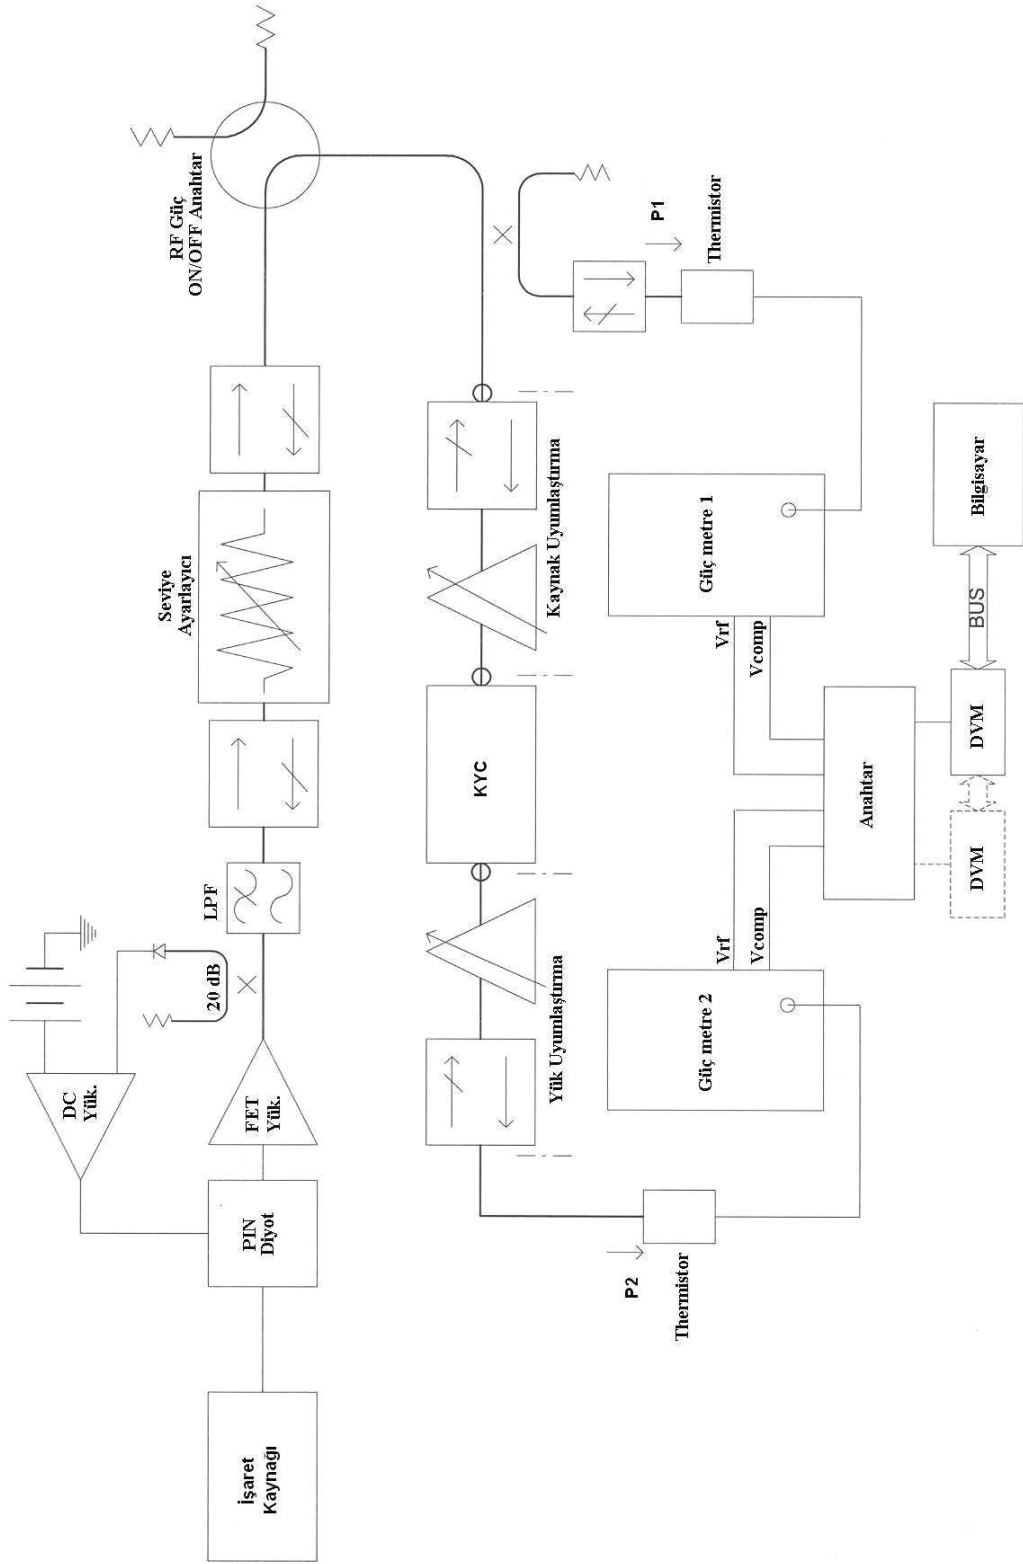 İşaret
Kaynağı
PIN
Diyot
DC
Yük.
FET
Yük.
20 dB
LPF
Seviye
Ayarlayıcı
RF Güç
ON/OFF Anahtar
Yük Uyumlaştırma
KYC
Kaynak Uyumlaştırma
P1
Thermistor
P2
Thermistor
Güç metre 2
Vrf
Vcomp
Güç metre 1
Vrf
Vcomp
Anahtar
DVM
DVM
BUS
Bilgisayar